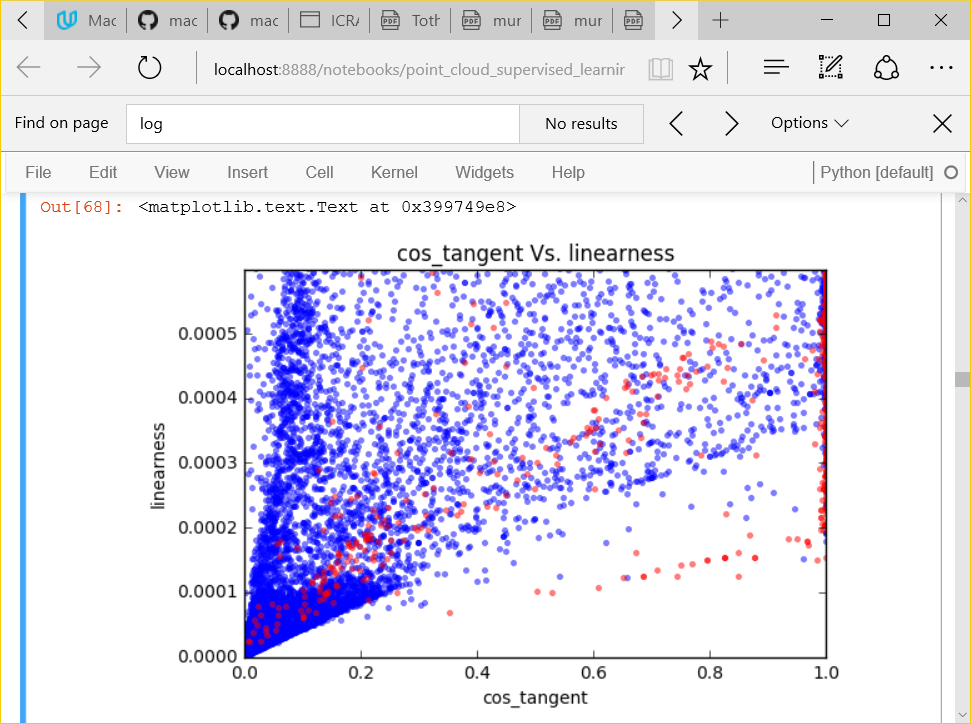 Mac mac mac ICRA Toth mur mur
localhost:8888/notebooks/point_cloud_supervised_learnir
Find on page log No results Options
File Edit View Insert Cell Kernel Widgets Help Python [default]
Out[68]: <matplotlib.text.Text at 0x399749e8>
cos_tangent Vs. linearness
0.0005
0.0004
0.0003
0.0002
0.0001
0.0000
linearness
0.0 0.2 0.4 0.6 0.8 1.0
cos_tangent